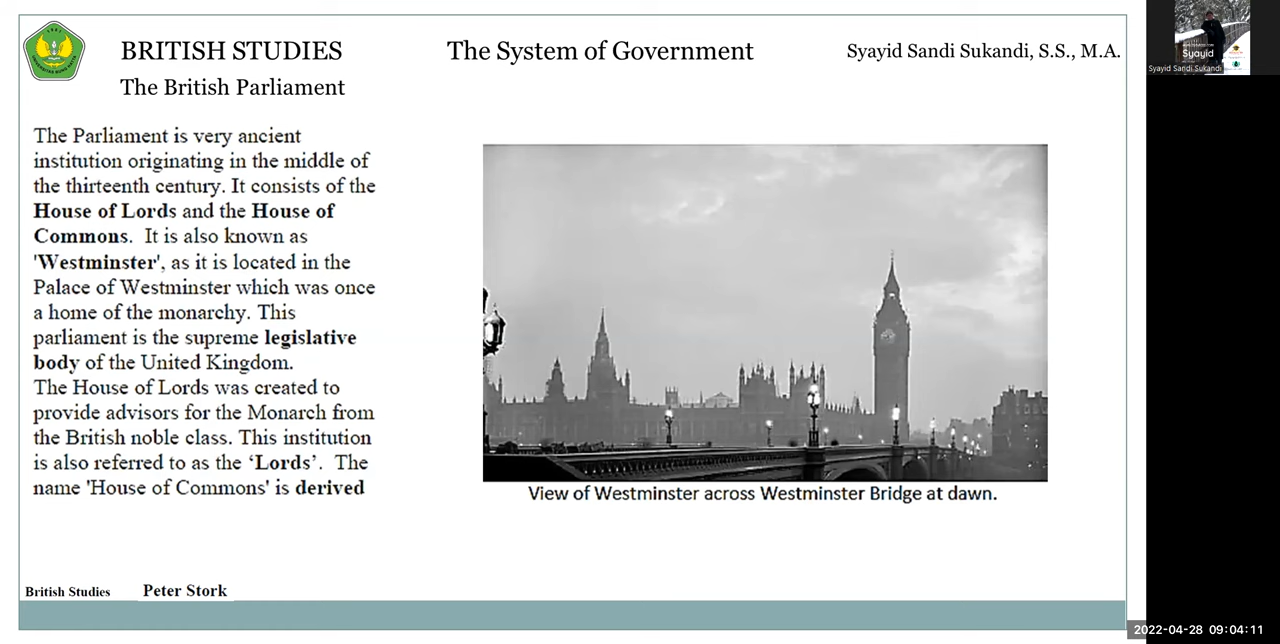 BRITISH STUDIES
The System of Government
Syayid Sandi Sukandi, S.S., M.A.
The British Parliament
The Parliament is very ancient
institution originating in the middle of
the thirteenth century. It consists of the
House of Lords and the House of
Commons.  It is also known as
'Westminster', as it is located in the
Palace of Westminster which was once
a home of the monarchy. This
parliament is the supreme legislative
body of the United Kingdom.
The House of Lords was created to
provide advisors for the Monarch from
the British noble class. This institution
is also referred to as the ‘Lords’.  The
name 'House of Commons' is derived
View of Westminster across Westminster Bridge at dawn.
British Studies
Peter Stork
Syayid
Syayid Sandi Sukandi
2022-04-28 09:04:11